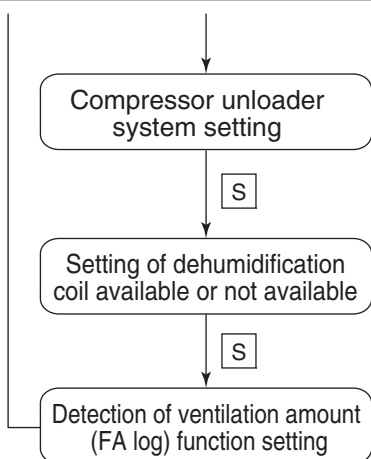 Compressor unloader
system setting
S
Setting of dehumidification
coil available or not available
S
Detection of ventilation amount
(FA log) function setting